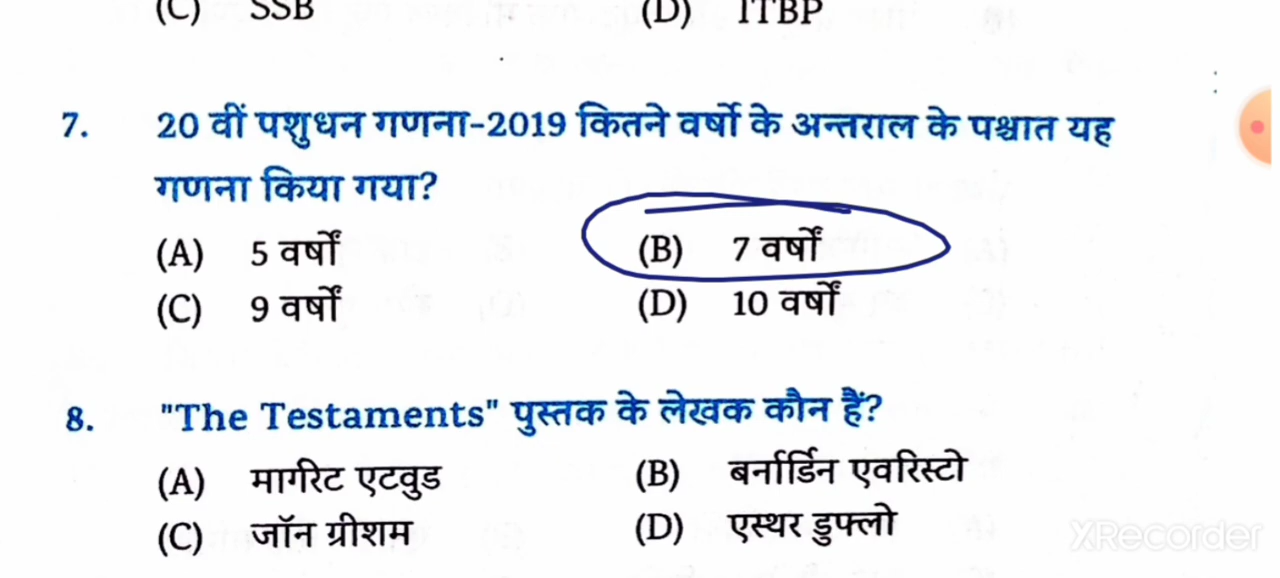 (C) SSB (D) ITBP
7. 20 वीं पशुधन गणना-2019 कितने वर्षो के अन्तराल के पश्चात यह
गणना किया गया?
(A) 5 वर्षों (B) 7 वर्षों
(C) 9 वर्षों (D) 10 वर्षों
8. "The Testaments" पुस्तक के लेखक कौन हैं?
(A) मार्गरेट एटवुड (B) बर्नार्डिन एवरिस्टो
(C) जॉन ग्रीशम (D) एस्थर डुफ्लो
XRecorder